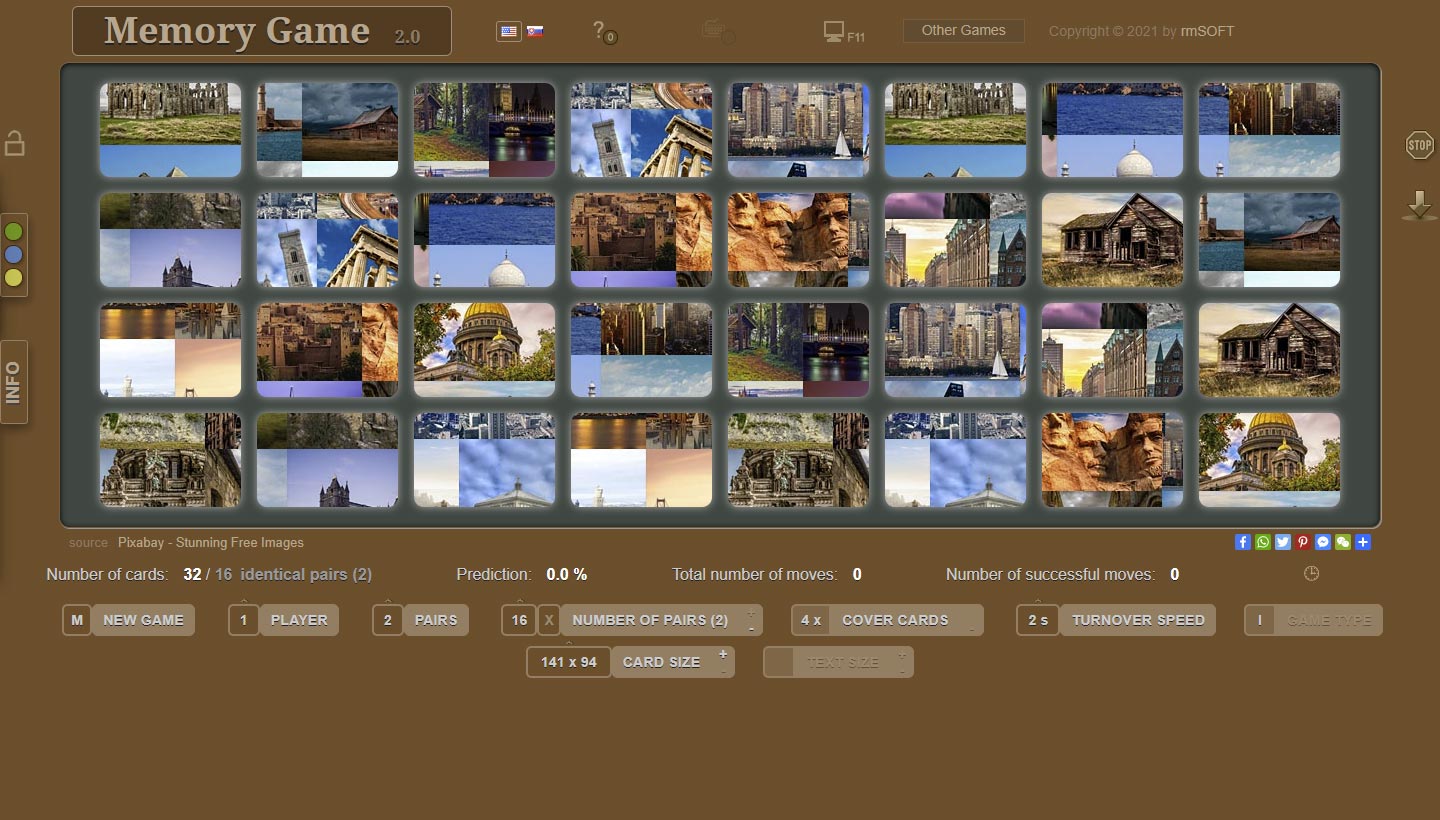 Memory Game 2.0
? 0
F11
Other Games
Copyright © 2021 by rmSOFT
STOP
INFO
source Pixabay - Stunning Free Images
Number of cards: 32 / 16 identical pairs (2)
Prediction: 0.0 %
Total number of moves: 0
Number of successful moves: 0
M NEW GAME
1 PLAYER
2 PAIRS
16 X NUMBER OF PAIRS (2) + -
4 x COVER CARDS -
2 s TURNOVER SPEED
I GAME TYPE
141 x 94 CARD SIZE + -
TEXT SIZE + -